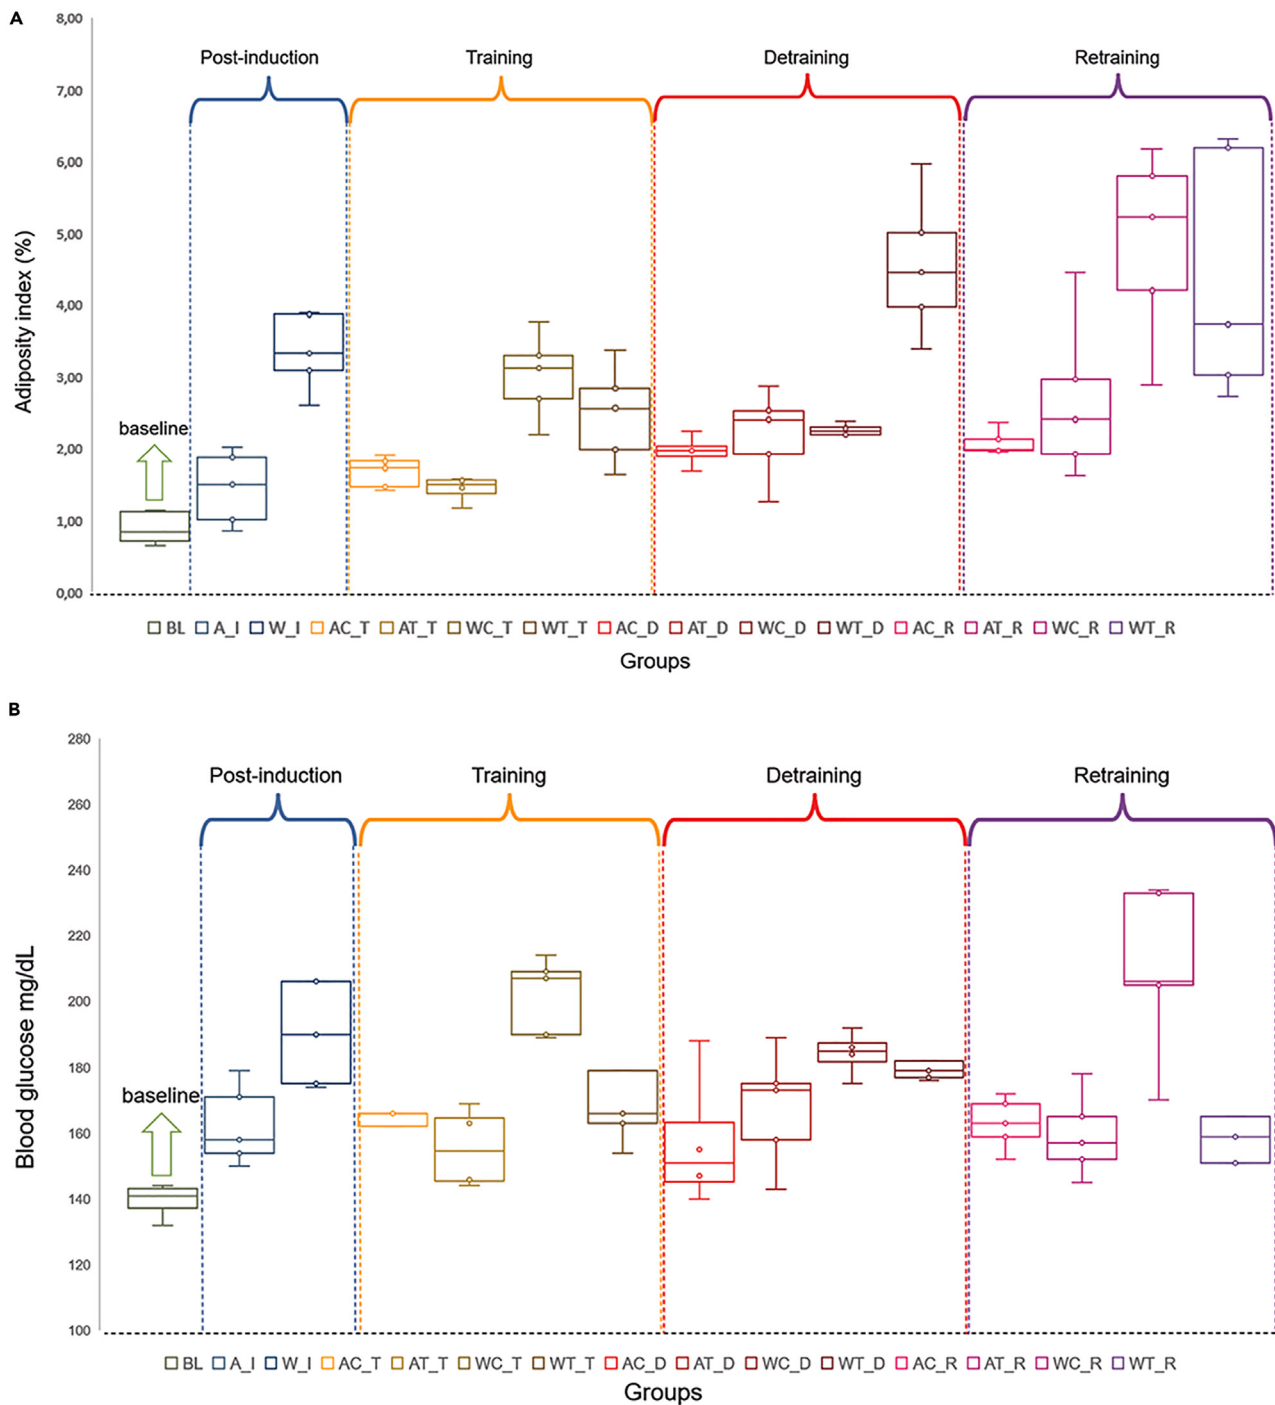 A
8,00
7,00
6,00
5,00
4,00
3,00
2,00
1,00
0,00
Adiposity index (%)
Post-induction
Training
Detraining
Retraining
baseline
BL A_I W_I AC_T AT_T WC_T WT_T AC_D AT_D WC_D WT_D AC_R AT_R WC_R WT_R
Groups
B
280
260
240
220
200
180
160
140
120
100
Blood glucose mg/dL
Post-induction
Training
Detraining
Retraining
baseline
BL A_I W_I AC_T AT_T WC_T WT_T AC_D AT_D WC_D WT_D AC_R AT_R WC_R WT_R
Groups